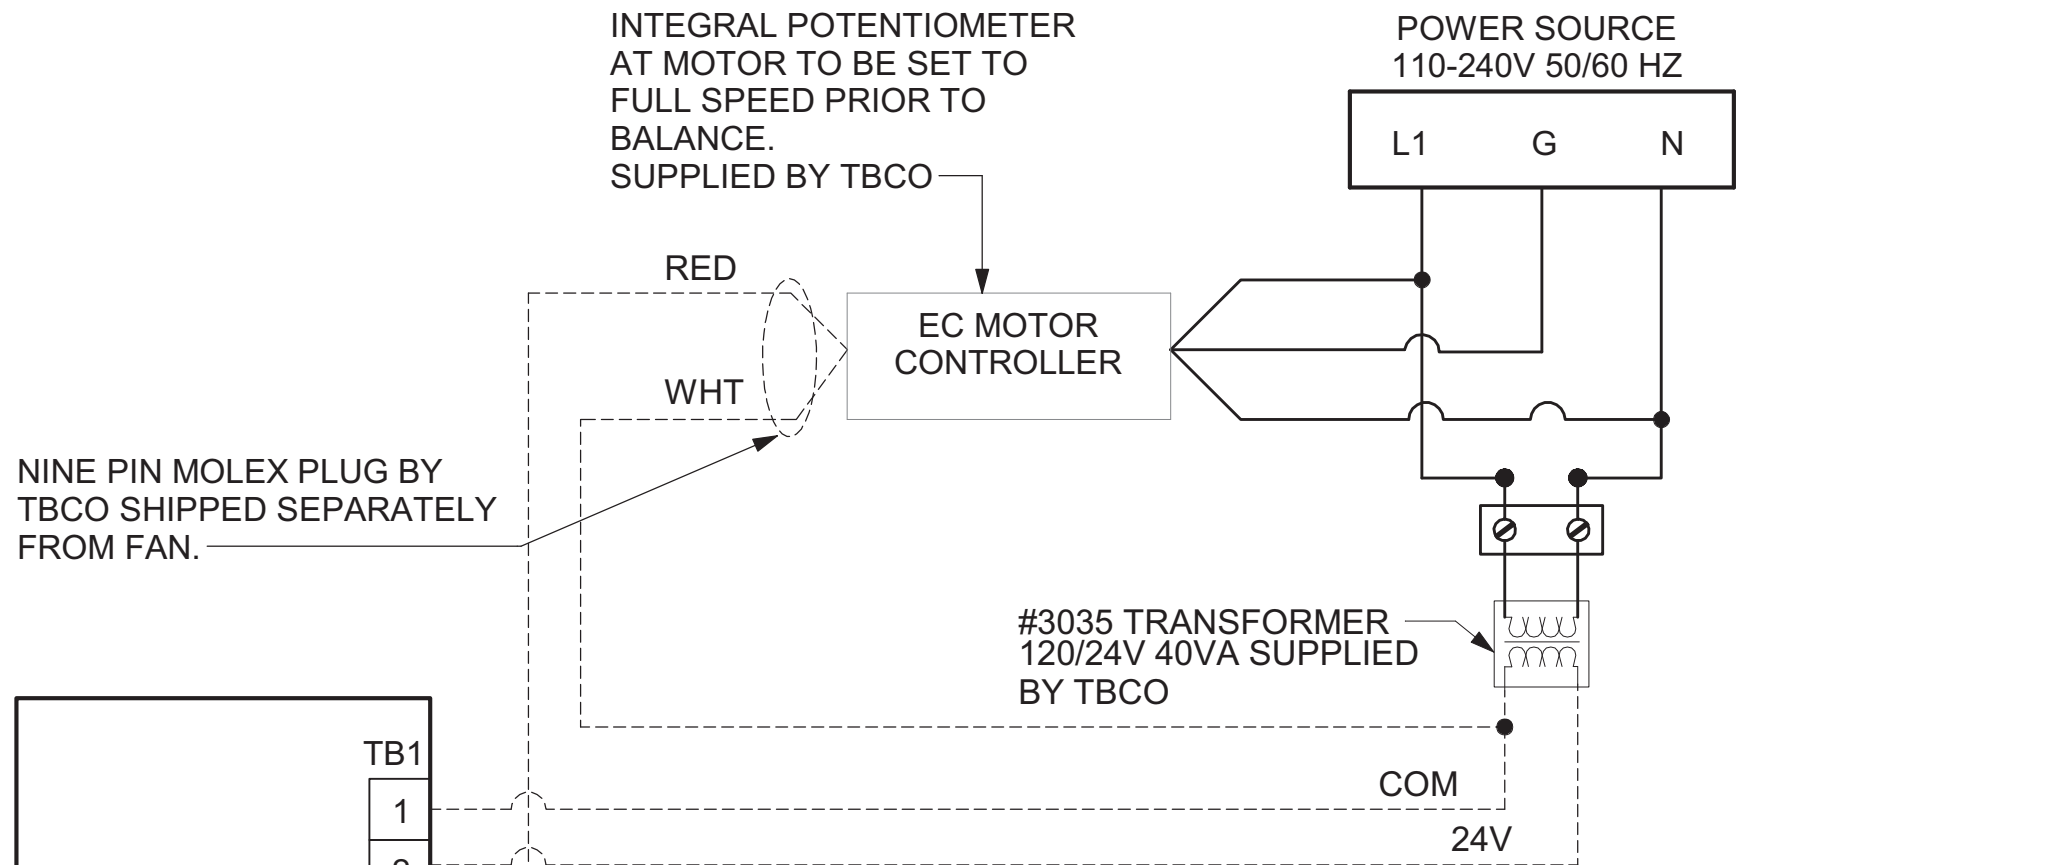 INTEGRAL POTENTIOMETER
AT MOTOR TO BE SET TO
FULL SPEED PRIOR TO
BALANCE.
SUPPLIED BY TBCO
POWER SOURCE
110-240V 50/60 HZ
L1 G N
RED
EC MOTOR
CONTROLLER
WHT
NINE PIN MOLEX PLUG BY
TBCO SHIPPED SEPARATELY
FROM FAN.
#3035 TRANSFORMER
120/24V 40VA SUPPLIED
BY TBCO
TB1
1
COM
24V